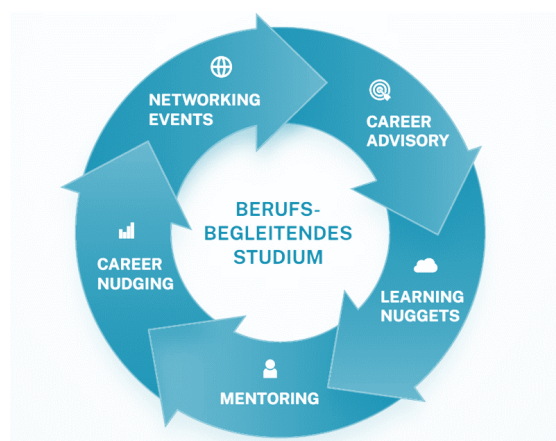 NETWORKING
EVENTS
CAREER
ADVISORY
BERUFS-
BEGLEITENDES
STUDIUM
CAREER
NUDGING
LEARNING
NUGGETS
MENTORING